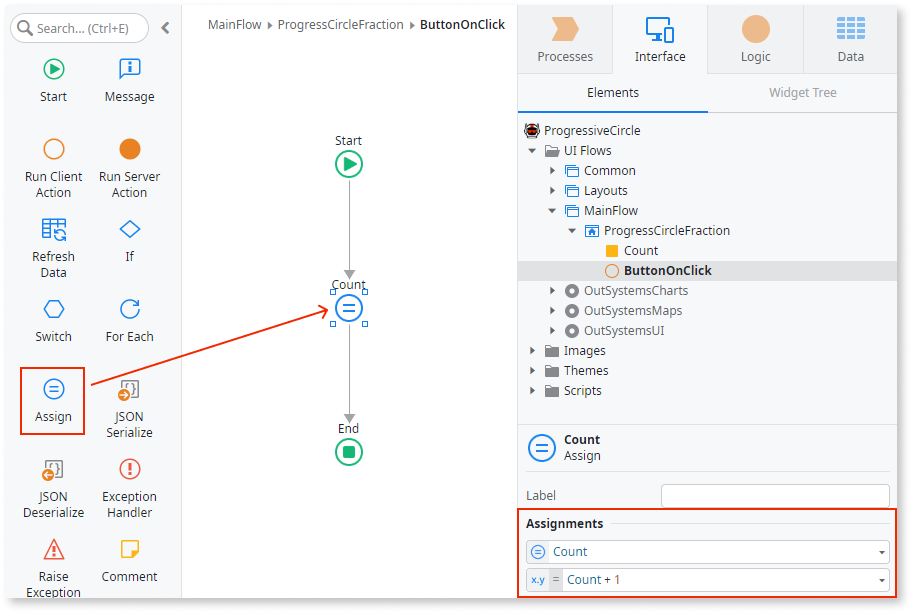 Search... (Ctrl+E)
Start
Message
Run Client
Action
Run Server
Action
Refresh
Data
If
Switch
For Each
Assign
JSON
Serialize
JSON
Deserialize
Exception
Handler
Raise
Exception
Comment
MainFlow ▸ ProgressCircleFraction ▸ ButtonOnClick
Start
Count
End
Processes
Interface
Logic
Data
Elements
Widget Tree
ProgressiveCircle
UI Flows
Common
Layouts
MainFlow
ProgressCircleFraction
Count
ButtonOnClick
OutSystemsCharts
OutSystemsMaps
OutSystemsUI
Images
Themes
Scripts
Count
Assign
Label
Assignments
Count
x.y = Count + 1